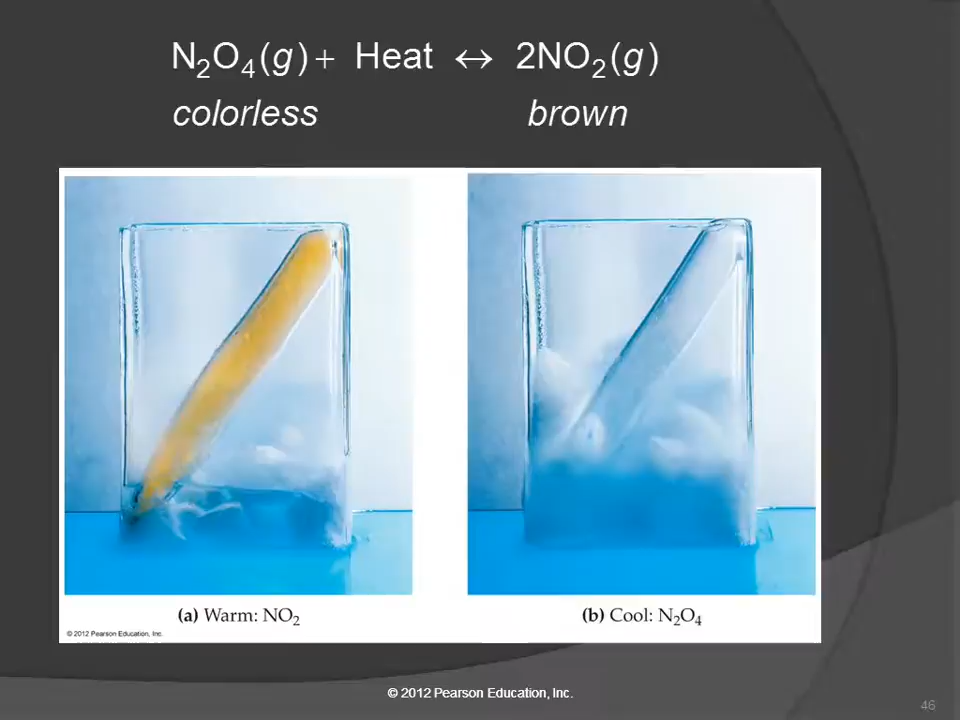 N₂O₄(g) + Heat ↔ 2NO₂(g)
colorless brown
(a) Warm: NO₂ (b) Cool: N₂O₄
© 2012 Pearson Education, Inc.
© 2012 Pearson Education, Inc.
46